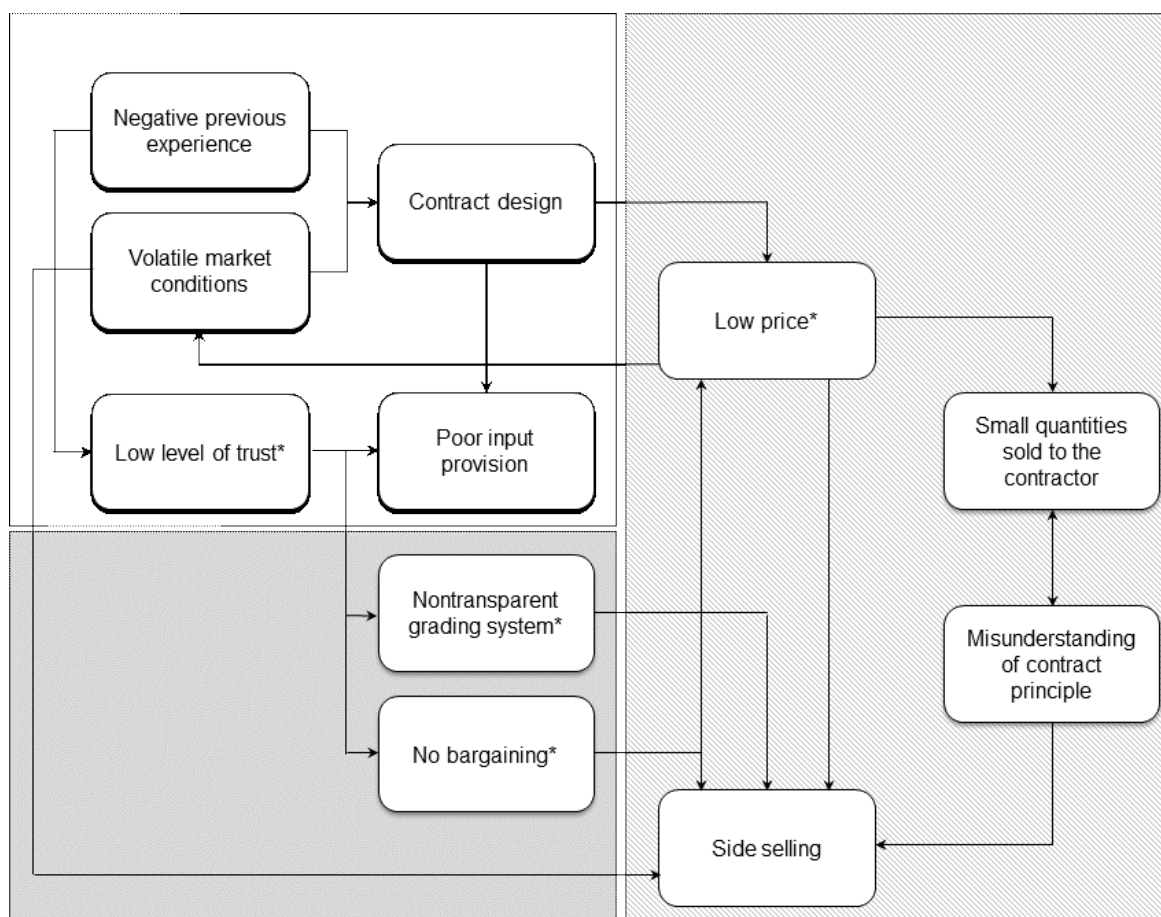 Negative previous
experience
Contract design
Volatile market
conditions
Low price*
Low level of trust*
Poor input
provision
Small quantities
sold to the
contractor
Nontransparent
grading system*
Misunderstanding
of contract
principle
No bargaining*
Side selling